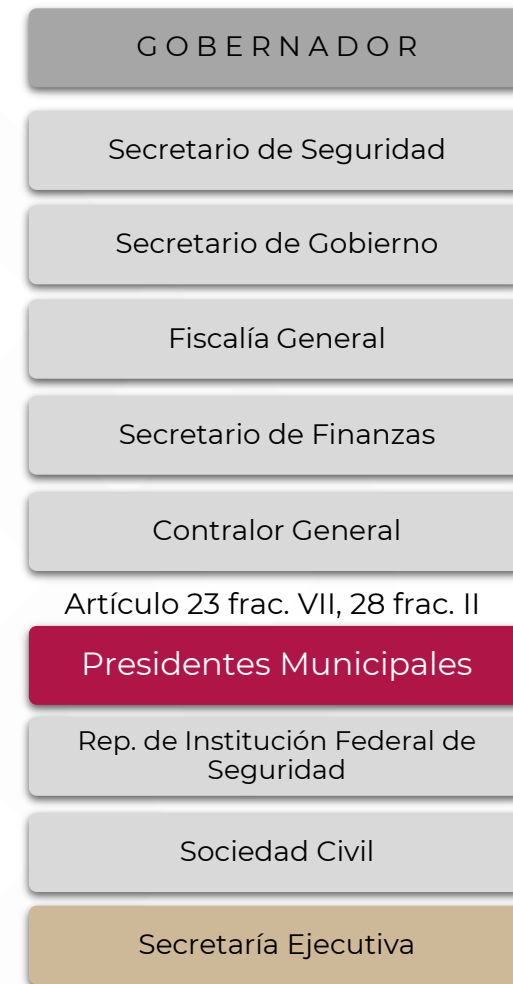 GOBERNADOR
Secretario de Seguridad
Secretario de Gobierno
Fiscalía General
Secretario de Finanzas
Contralor General
Artículo 23 frac. VII, 28 frac. II
Presidentes Municipales
Rep. de Institución Federal de
Seguridad
Sociedad Civil
Secretaría Ejecutiva